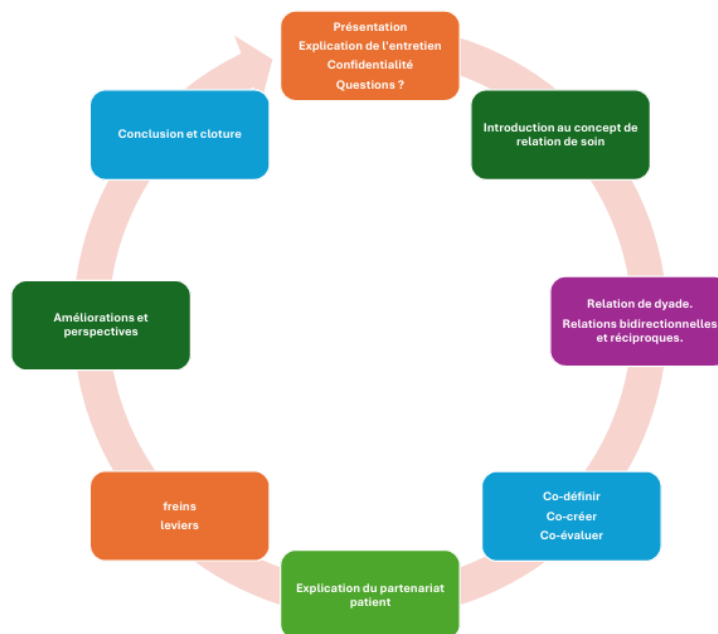 Présentation
Explication de l'entretien
Confidentialité
Questions ?
Introduction au concept de
relation de soin
Relation de dyade.
Relations bidirectionnelles
et réciproques.
Co-définir
Co-créer
Co-évaluer
Explication du partenariat
patient
freins
leviers
Améliorations et
perspectives
Conclusion et cloture